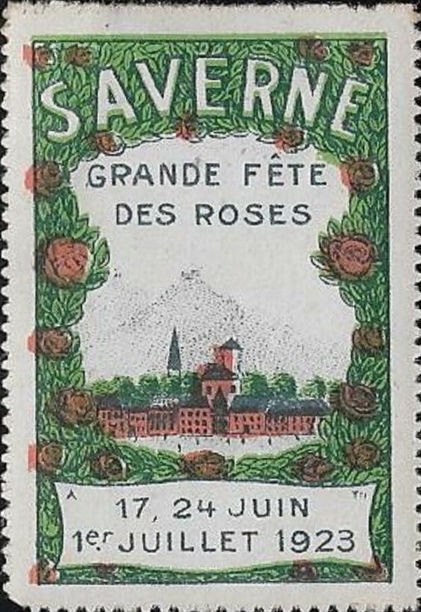 SAVERNE
GRANDE FÊTE
DES ROSES
17, 24 JUIN
1er JUILLET 1923